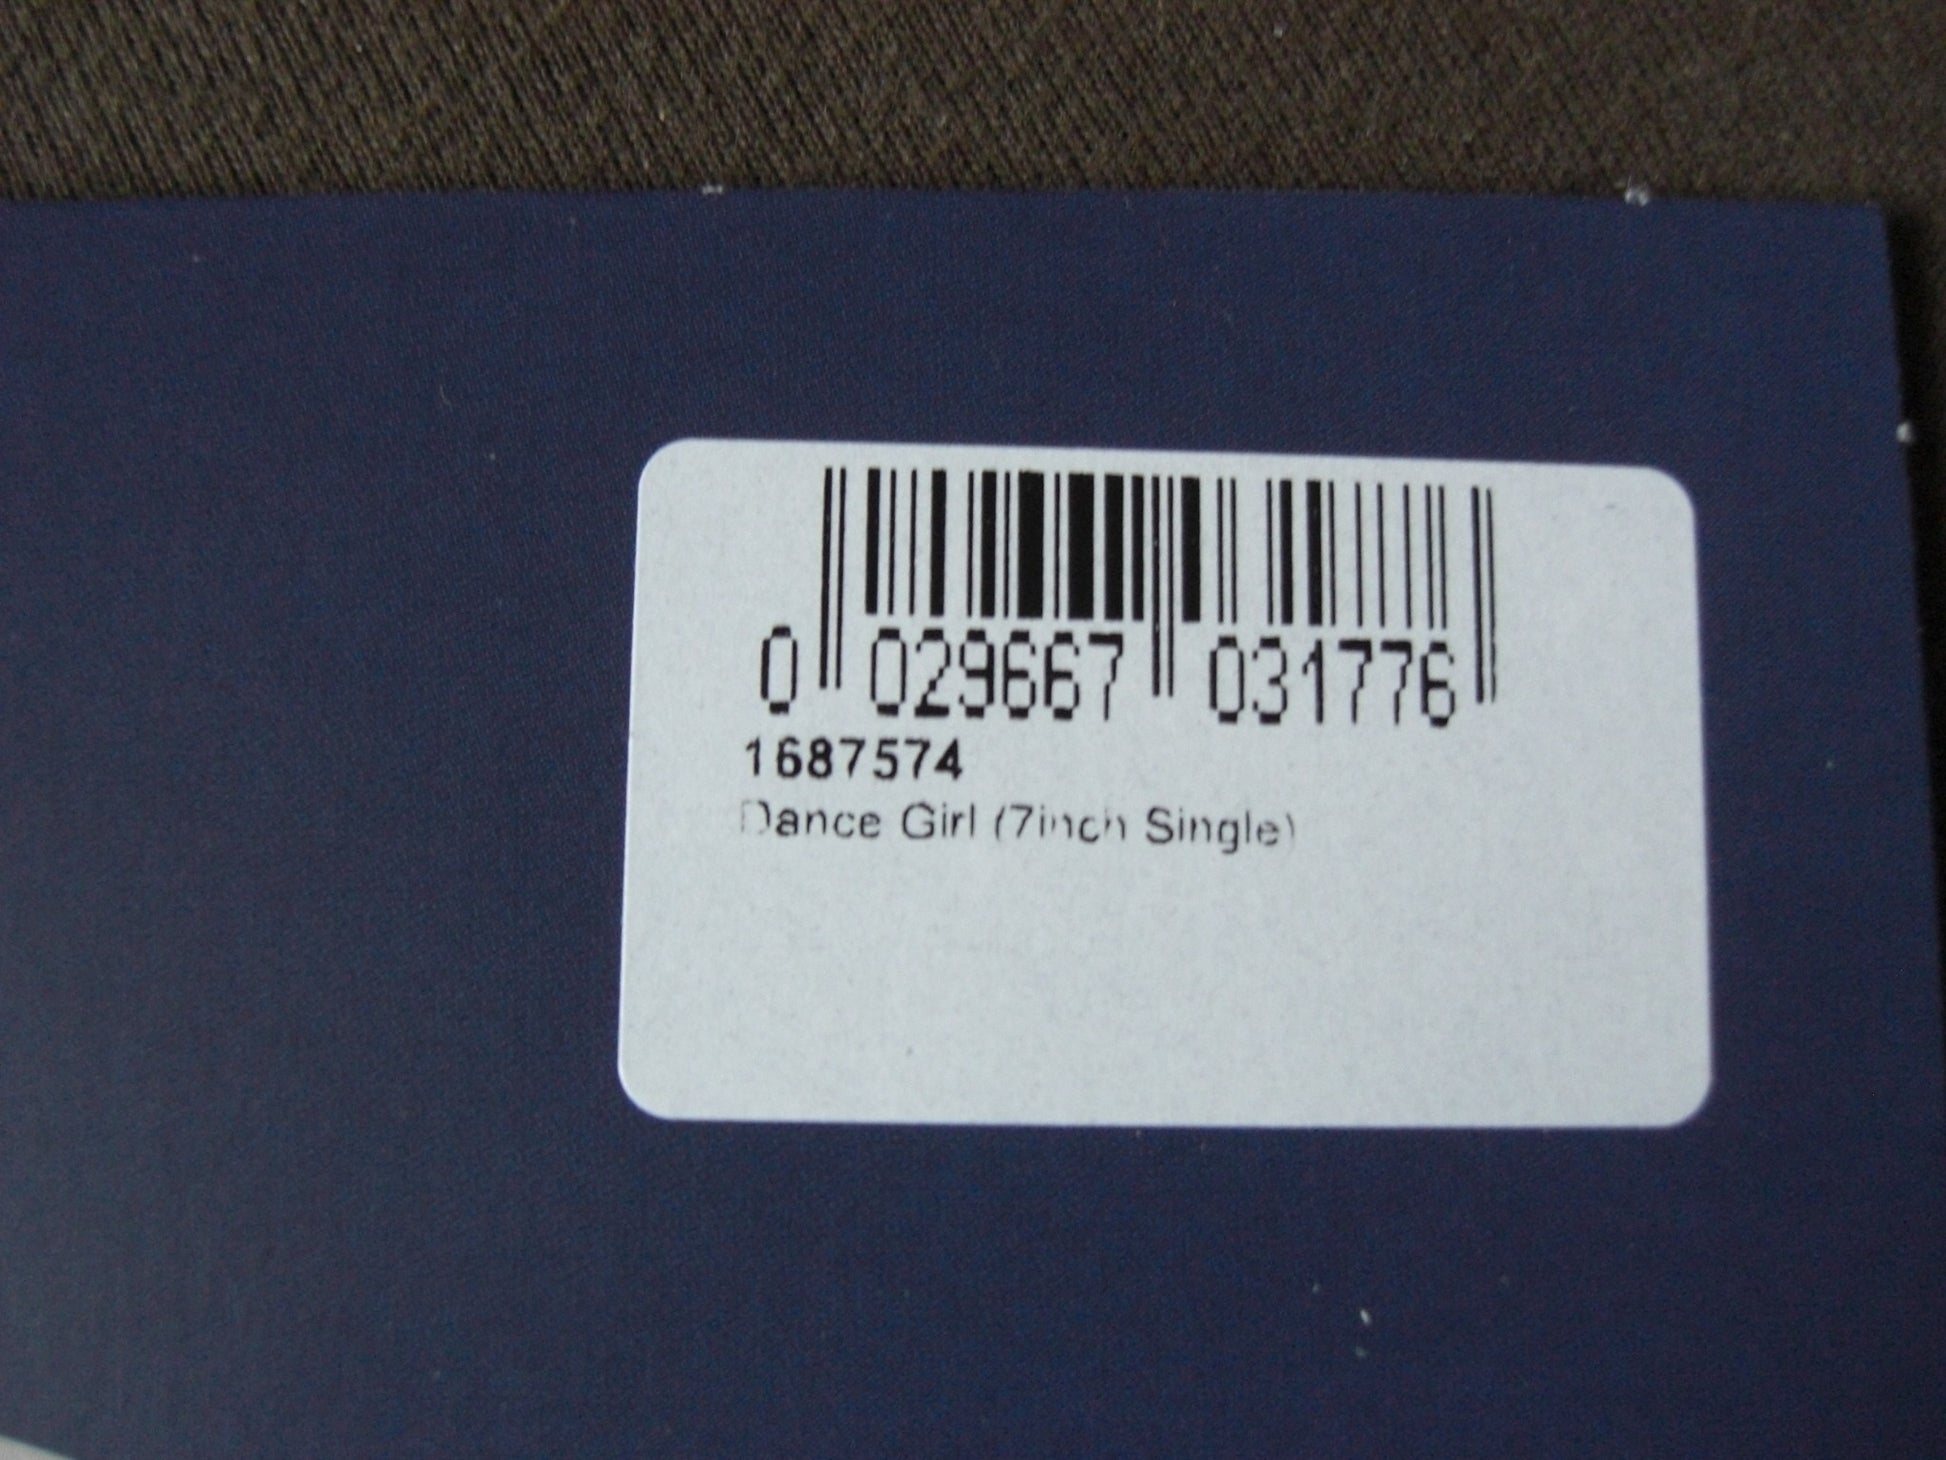 0 029667 031776
1687574
Dance Girl (7inch Single)